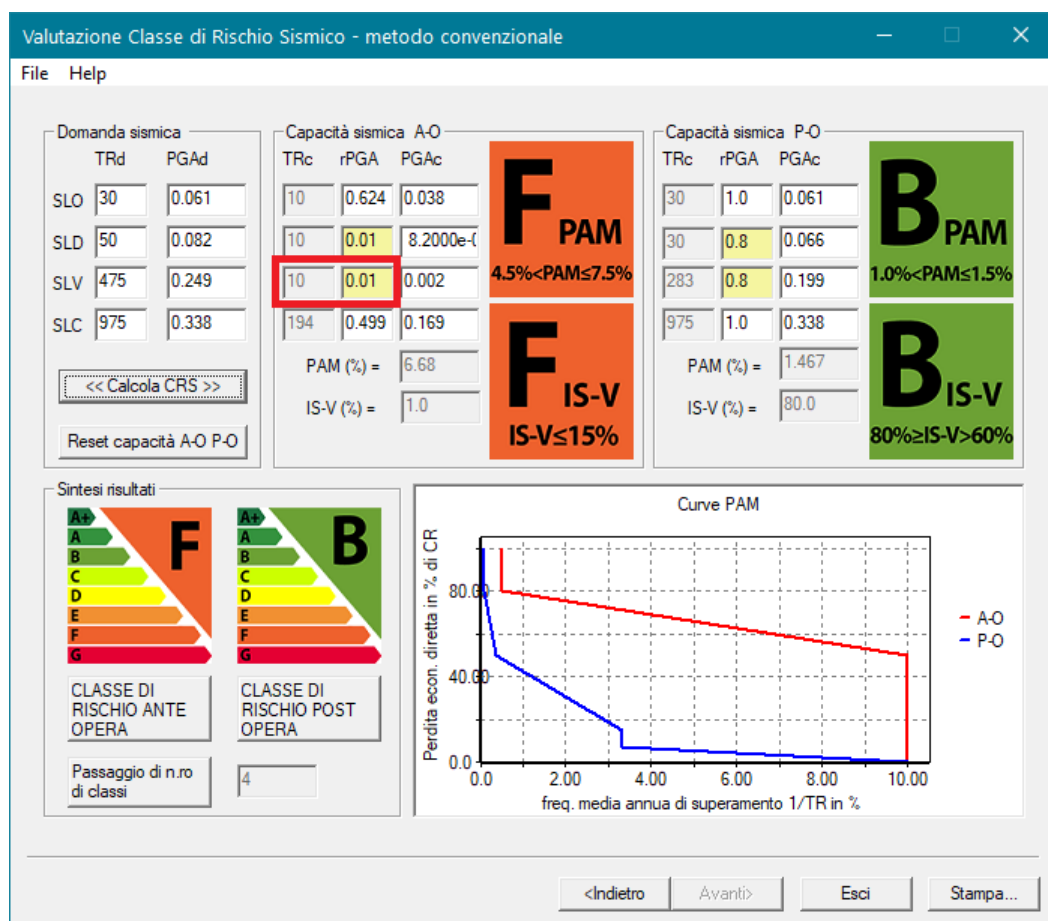 Valutazione Classe di Rischio Sismico - metodo convenzionale
File Help
Domanda sismica
TRd PGAd
SLO 30 0.061
SLD 50 0.082
SLV 475 0.249
SLC 975 0.338
<< Calcola CRS >>
Reset capacità A-O P-O
Capacità sismica A-O
TRc rPGA PGAc
10 0.624 0.038
10 0.01 8.2000e-(
10 0.01 0.002
194 0.499 0.169
PAM (%) = 6.68
IS-V (%) = 1.0
F PAM
4.5%<PAM≤7.5%
F IS-V
IS-V≤15%
Capacità sismica P-O
TRc rPGA PGAc
30 1.0 0.061
30 0.8 0.066
283 0.8 0.199
975 1.0 0.338
PAM (%) = 1.467
IS-V (%) = 80.0
B PAM
1.0%<PAM≤1.5%
B IS-V
80%≥IS-V>60%
Sintesi risultati
A+
A
B
C
D
E
F
G
F
A+
A
B
C
D
E
F
G
B
CLASSE DI
RISCHIO ANTE
OPERA
CLASSE DI
RISCHIO POST
OPERA
Passaggio di n.ro
di classi
4
Curve PAM
Perdita econ. diretta in % di CR
80.00
40.00
0.0
0.0 2.00 4.00 6.00 8.00 10.00
freq. media annua di superamento 1/TR in %
A-O
P-O
<Indietro
Avanti>
Esci
Stampa...